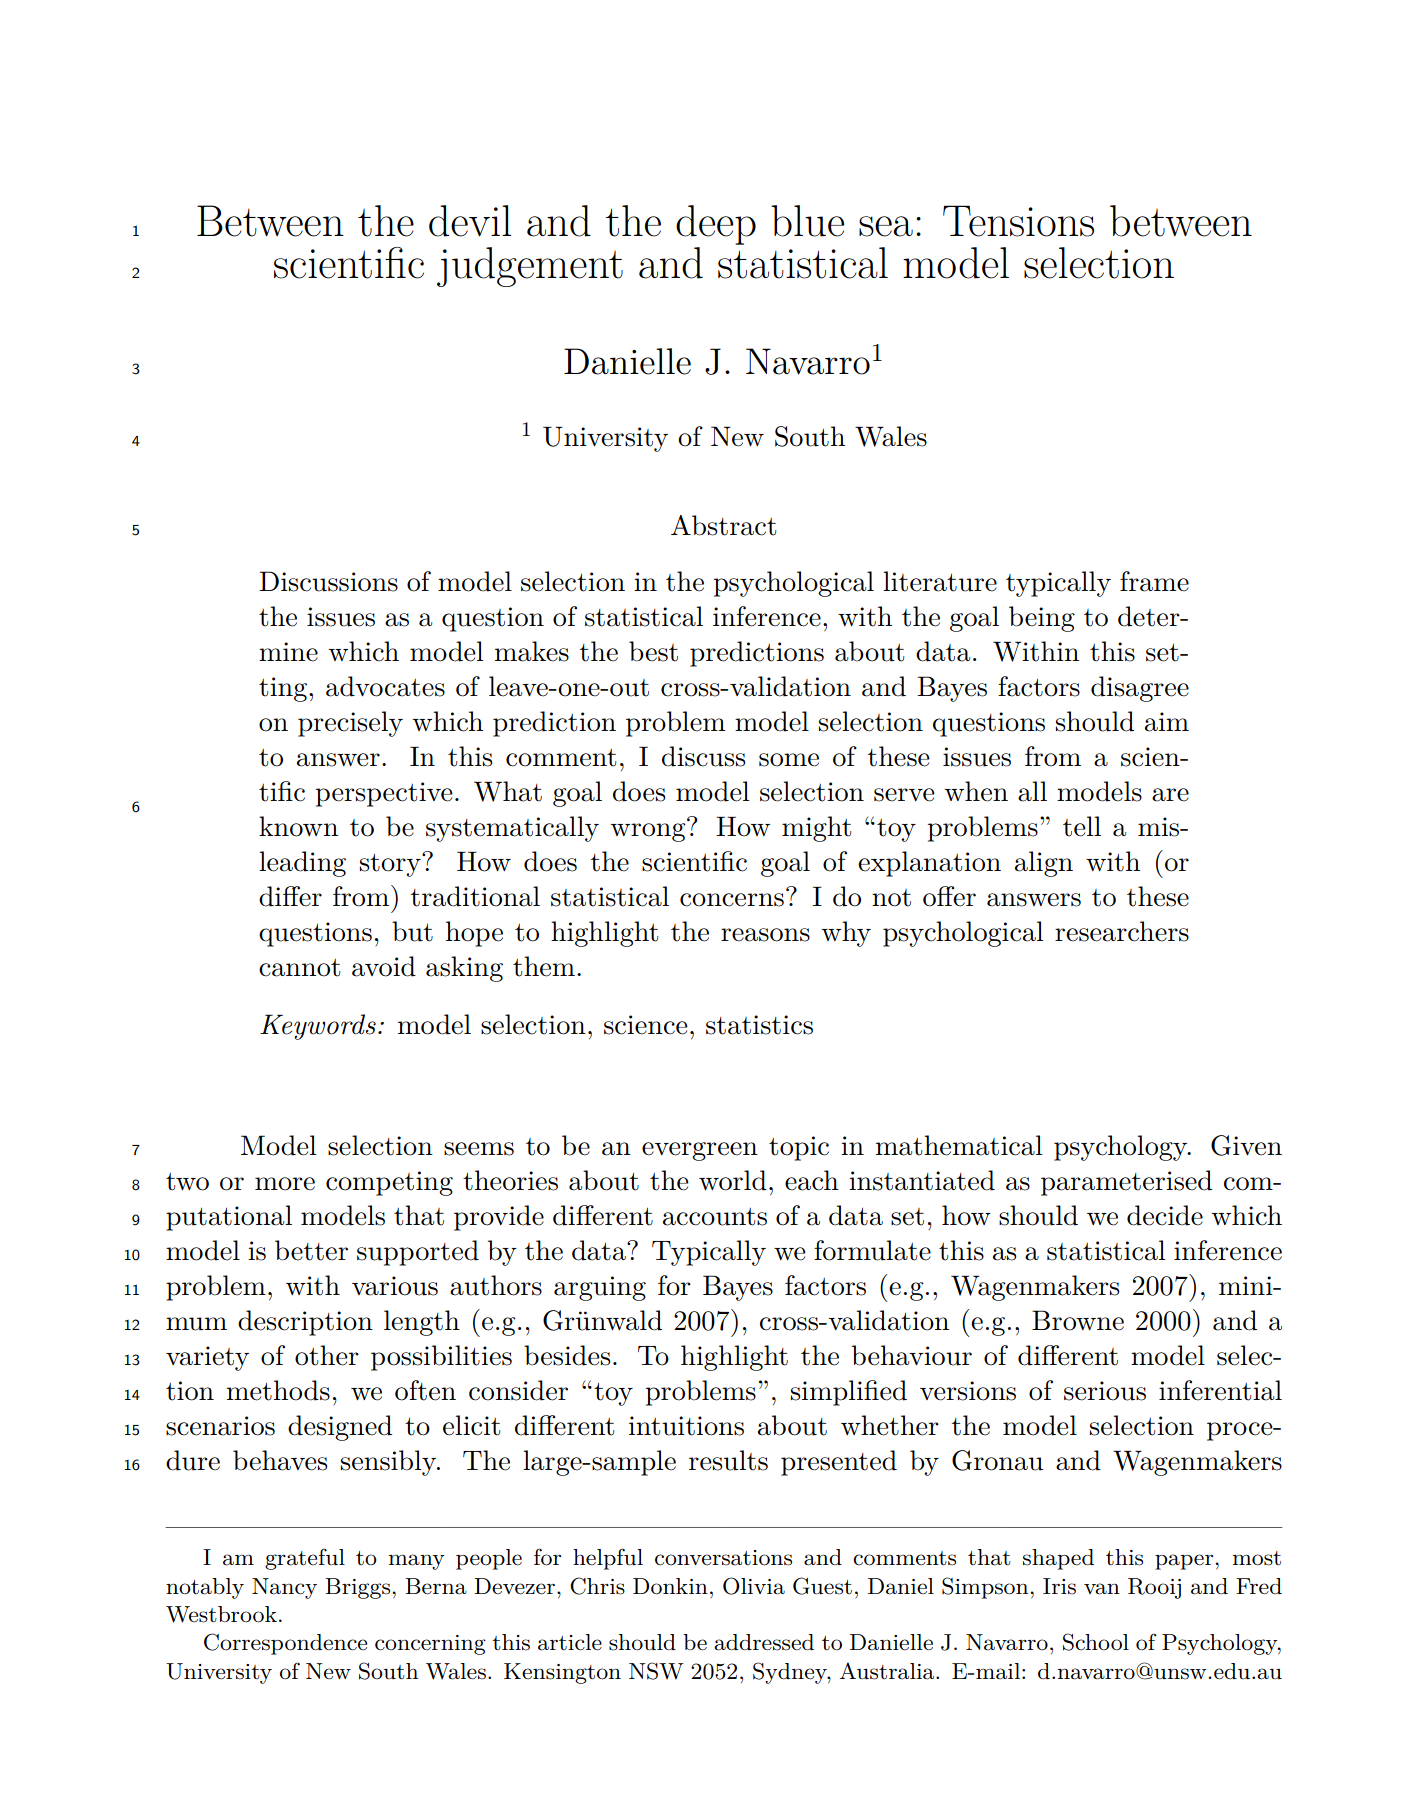 1 Between the devil and the deep blue sea: Tensions between
2 scientific judgement and statistical model selection
3 Danielle J. Navarro1
4 1 University of New South Wales
5 Abstract
Discussions of model selection in the psychological literature typically frame
the issues as a question of statistical inference, with the goal being to deter-
mine which model makes the best predictions about data. Within this set-
ting, advocates of leave-one-out cross-validation and Bayes factors disagree
on precisely which prediction problem model selection questions should aim
to answer. In this comment, I discuss some of these issues from a scien-
6 tific perspective. What goal does model selection serve when all models are
known to be systematically wrong? How might “toy problems” tell a mis-
leading story? How does the scientific goal of explanation align with (or
differ from) traditional statistical concerns? I do not offer answers to these
questions, but hope to highlight the reasons why psychological researchers
cannot avoid asking them.
Keywords: model selection, science, statistics
7 Model selection seems to be an evergreen topic in mathematical psychology. Given
8 two or more competing theories about the world, each instantiated as parameterised com-
9 putational models that provide different accounts of a data set, how should we decide which
10 model is better supported by the data? Typically we formulate this as a statistical inference
11 problem, with various authors arguing for Bayes factors (e.g., Wagenmakers 2007), mini-
12 mum description length (e.g., Grünwald 2007), cross-validation (e.g., Browne 2000) and a
13 variety of other possibilities besides. To highlight the behaviour of different model selec-
14 tion methods, we often consider “toy problems”, simplified versions of serious inferential
15 scenarios designed to elicit different intuitions about whether the model selection proce-
16 dure behaves sensibly. The large-sample results presented by Gronau and Wagenmakers
I am grateful to many people for helpful conversations and comments that shaped this paper, most
notably Nancy Briggs, Berna Devezer, Chris Donkin, Olivia Guest, Daniel Simpson, Iris van Rooij and Fred
Westbrook.
Correspondence concerning this article should be addressed to Danielle J. Navarro, School of Psychology,
University of New South Wales. Kensington NSW 2052, Sydney, Australia. E-mail: d.navarro@unsw.edu.au